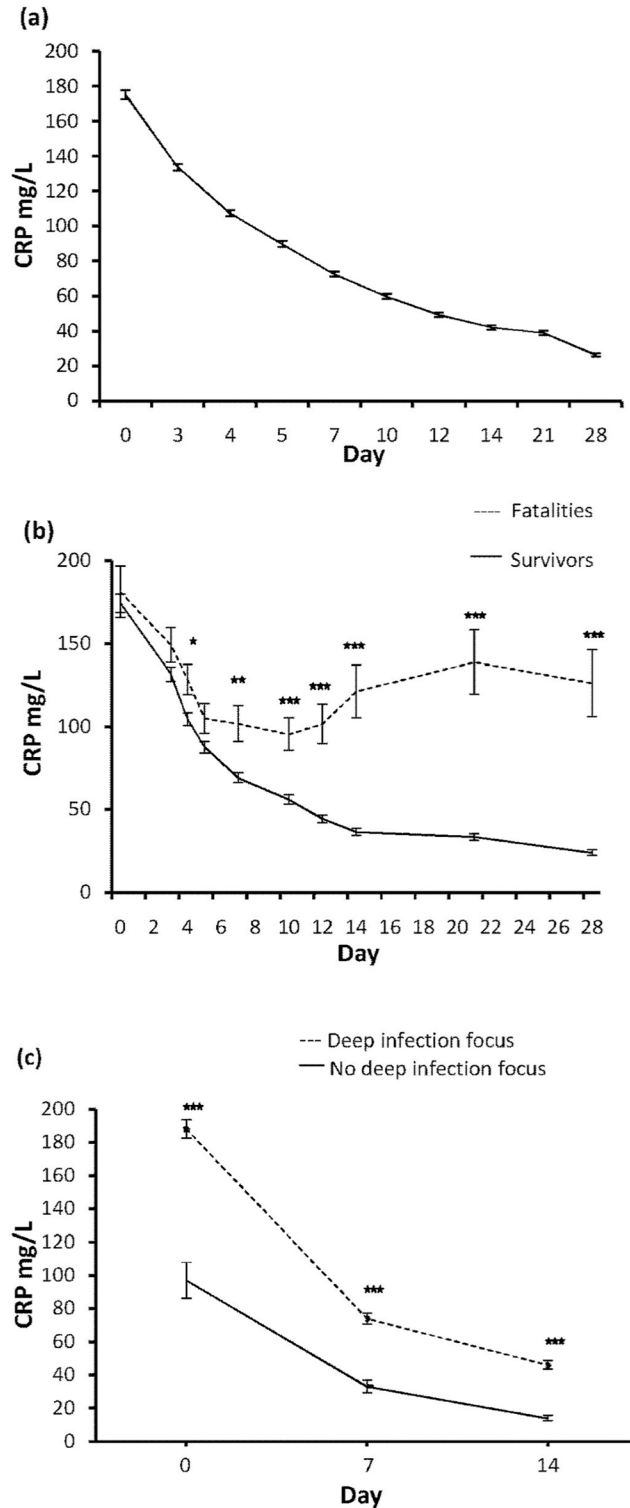 (a)
CRP mg/L
200
180
160
140
120
100
80
60
40
20
0
0 3 4 5 7 10 12 14 21 28
Day
(b)
Fatalities
Survivors
CRP mg/L
200
150
100
50
0
* ** *** *** *** *** ***
0 2 4 6 8 10 12 14 16 18 20 22 24 26 28
Day
(c)
Deep infection focus
No deep infection focus
CRP mg/L
200
180
160
140
120
100
80
60
40
20
0
*** *** ***
0 7 14
Day